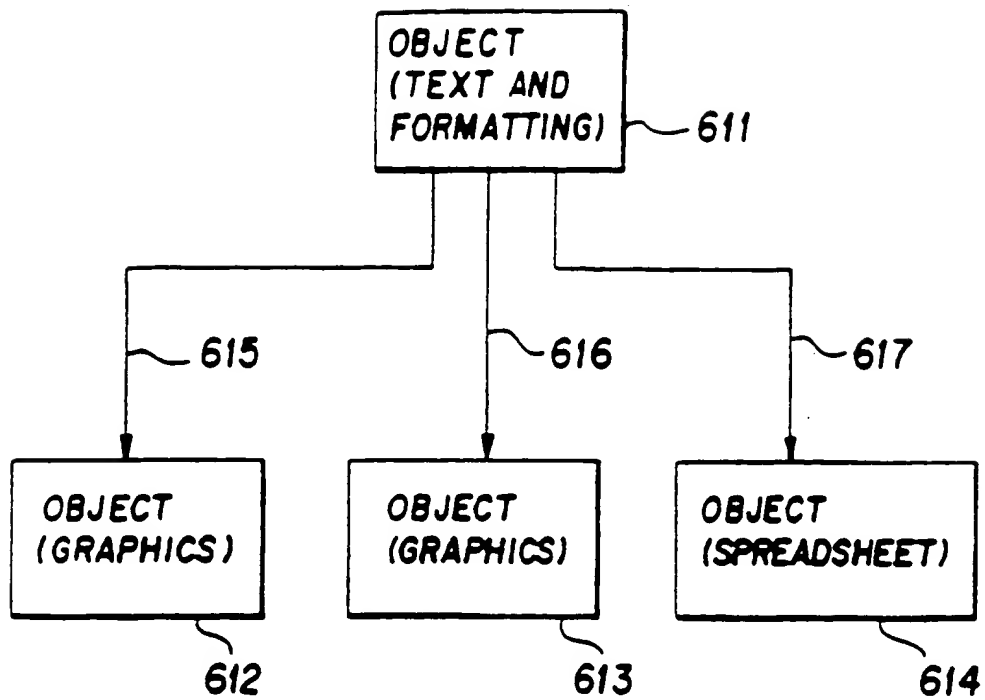 OBJECT
(TEXT AND
FORMATTING)
611
615
616
617
OBJECT
(GRAPHICS)
OBJECT
(GRAPHICS)
OBJECT
(SPREADSHEET)
612
613
614